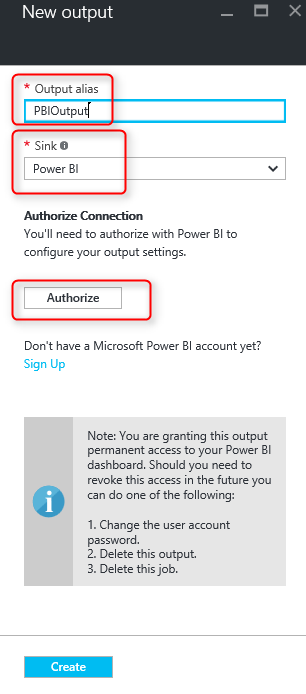 New output
* Output alias
PBIOutput
* Sink
Power BI
Authorize Connection
You'll need to authorize with Power BI to
configure your output settings.
Authorize
Don't have a Microsoft Power BI account yet?
Sign Up
Note: You are granting this output
permanent access to your Power BI
dashboard. Should you need to
revoke this access in the future you
can do one of the following:
1. Change the user account
password.
2. Delete this output.
3. Delete this job.
Create